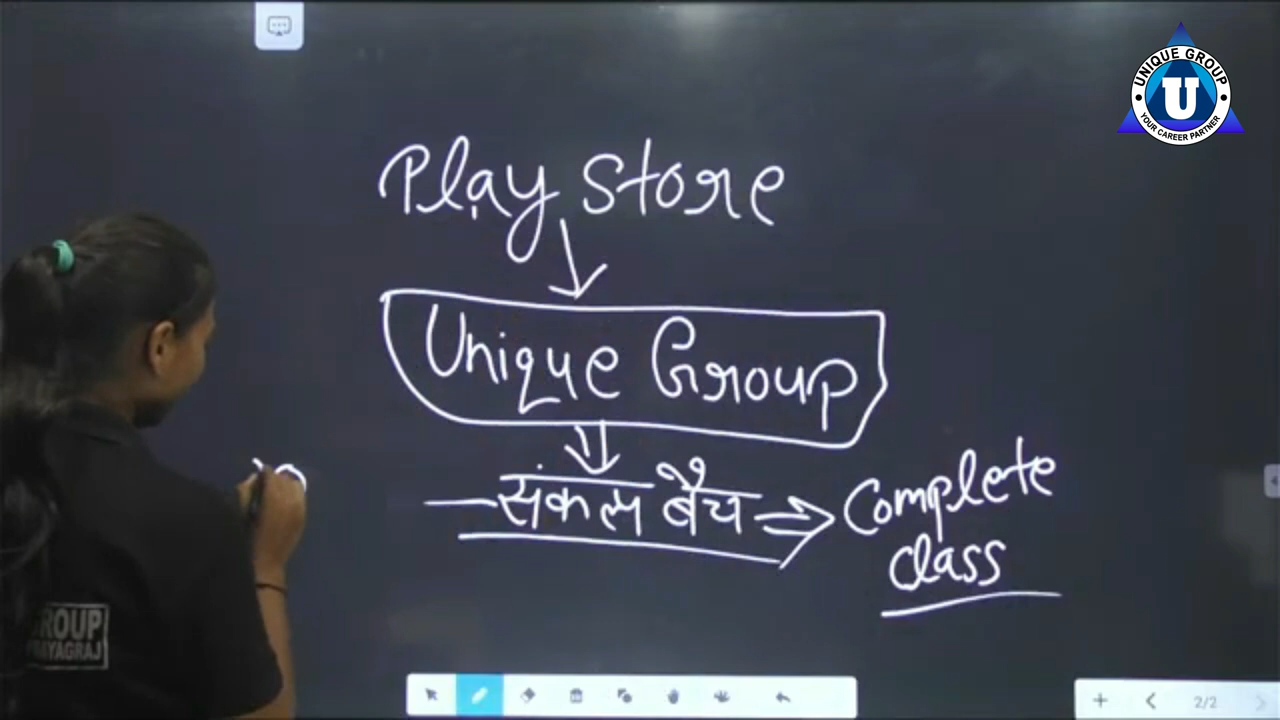 UNIQUE GROUP
U
YOUR CAREER PARTNER
Play Store
Unique Group
संकल्प बैच
Complete
class
GROUP
PRAYAGRAJ
2/2